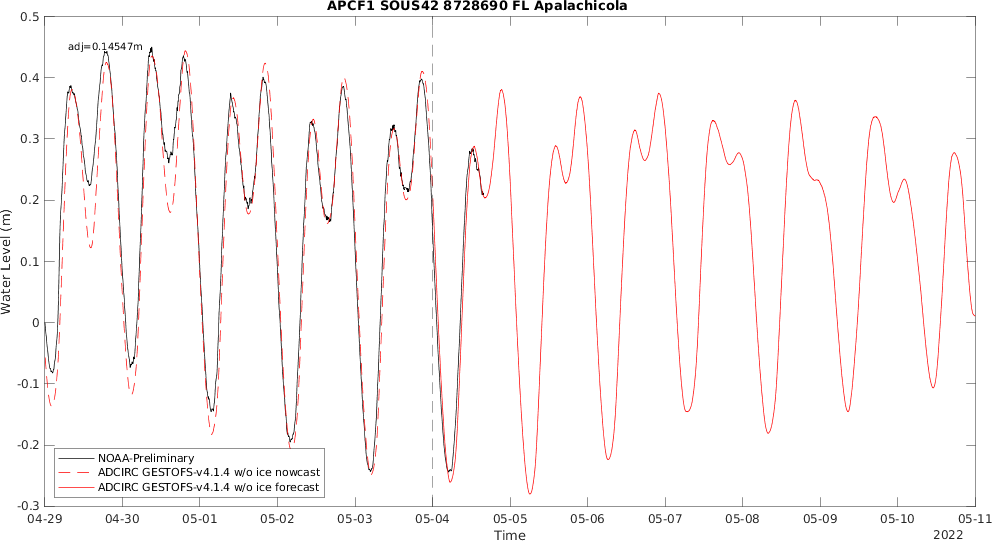 APCF1 SOUS42 8728690 FL Apalachicola
0.5
adj=0.14547m
0.4
0.3
0.2
0.1
0
-0.1
-0.2
-0.3
Water Level (m)
NOAA-Preliminary
ADCIRC GESTOFS-v4.1.4 w/o ice nowcast
ADCIRC GESTOFS-v4.1.4 w/o ice forecast
04-29 04-30 05-01 05-02 05-03 05-04 05-05 05-06 05-07 05-08 05-09 05-10 05-11
Time
2022